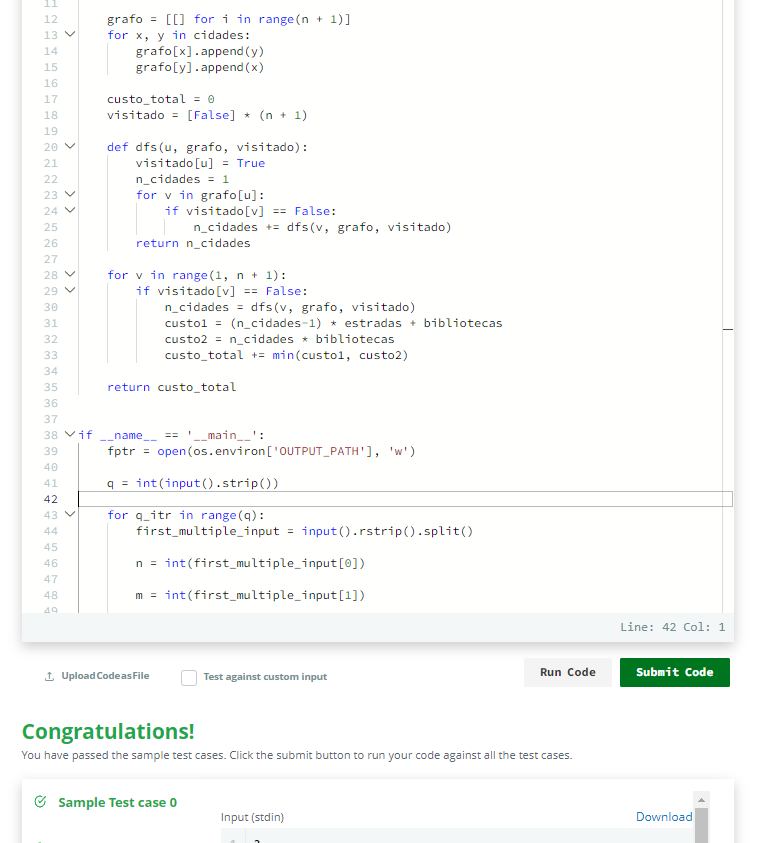 11
12 grafo = [[] for i in range(n + 1)]
13 for x, y in cidades:
14 grafo[x].append(y)
15 grafo[y].append(x)
16
17 custo_total = 0
18 visitado = [False] * (n + 1)
19
20 def dfs(u, grafo, visitado):
21 visitado[u] = True
22 n_cidades = 1
23 for v in grafo[u]:
24 if visitado[v] == False:
25 n_cidades += dfs(v, grafo, visitado)
26 return n_cidades
27
28 for v in range(1, n + 1):
29 if visitado[v] == False:
30 n_cidades = dfs(v, grafo, visitado)
31 custo1 = (n_cidades-1) * estradas + bibliotecas
32 custo2 = n_cidades * bibliotecas
33 custo_total += min(custo1, custo2)
34
35 return custo_total
36
37
38 if __name__ == '__main__':
39 fptr = open(os.environ['OUTPUT_PATH'], 'w')
40
41 q = int(input().strip())
42
43 for q_itr in range(q):
44 first_multiple_input = input().rstrip().split()
45
46 n = int(first_multiple_input[0])
47
48 m = int(first_multiple_input[1])
49
Line: 42 Col: 1
Upload Code as File
Test against custom input
Run Code
Submit Code
Congratulations!
You have passed the sample test cases. Click the submit button to run your code against all the test cases.
Sample Test case 0
Input (stdin)
Download